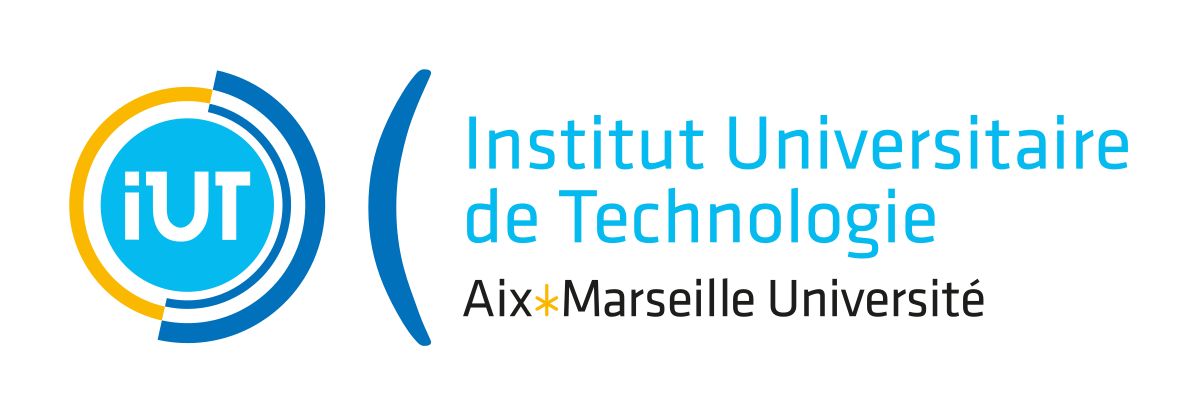 iUT
Institut Universitaire
de Technologie
Aix*Marseille Université